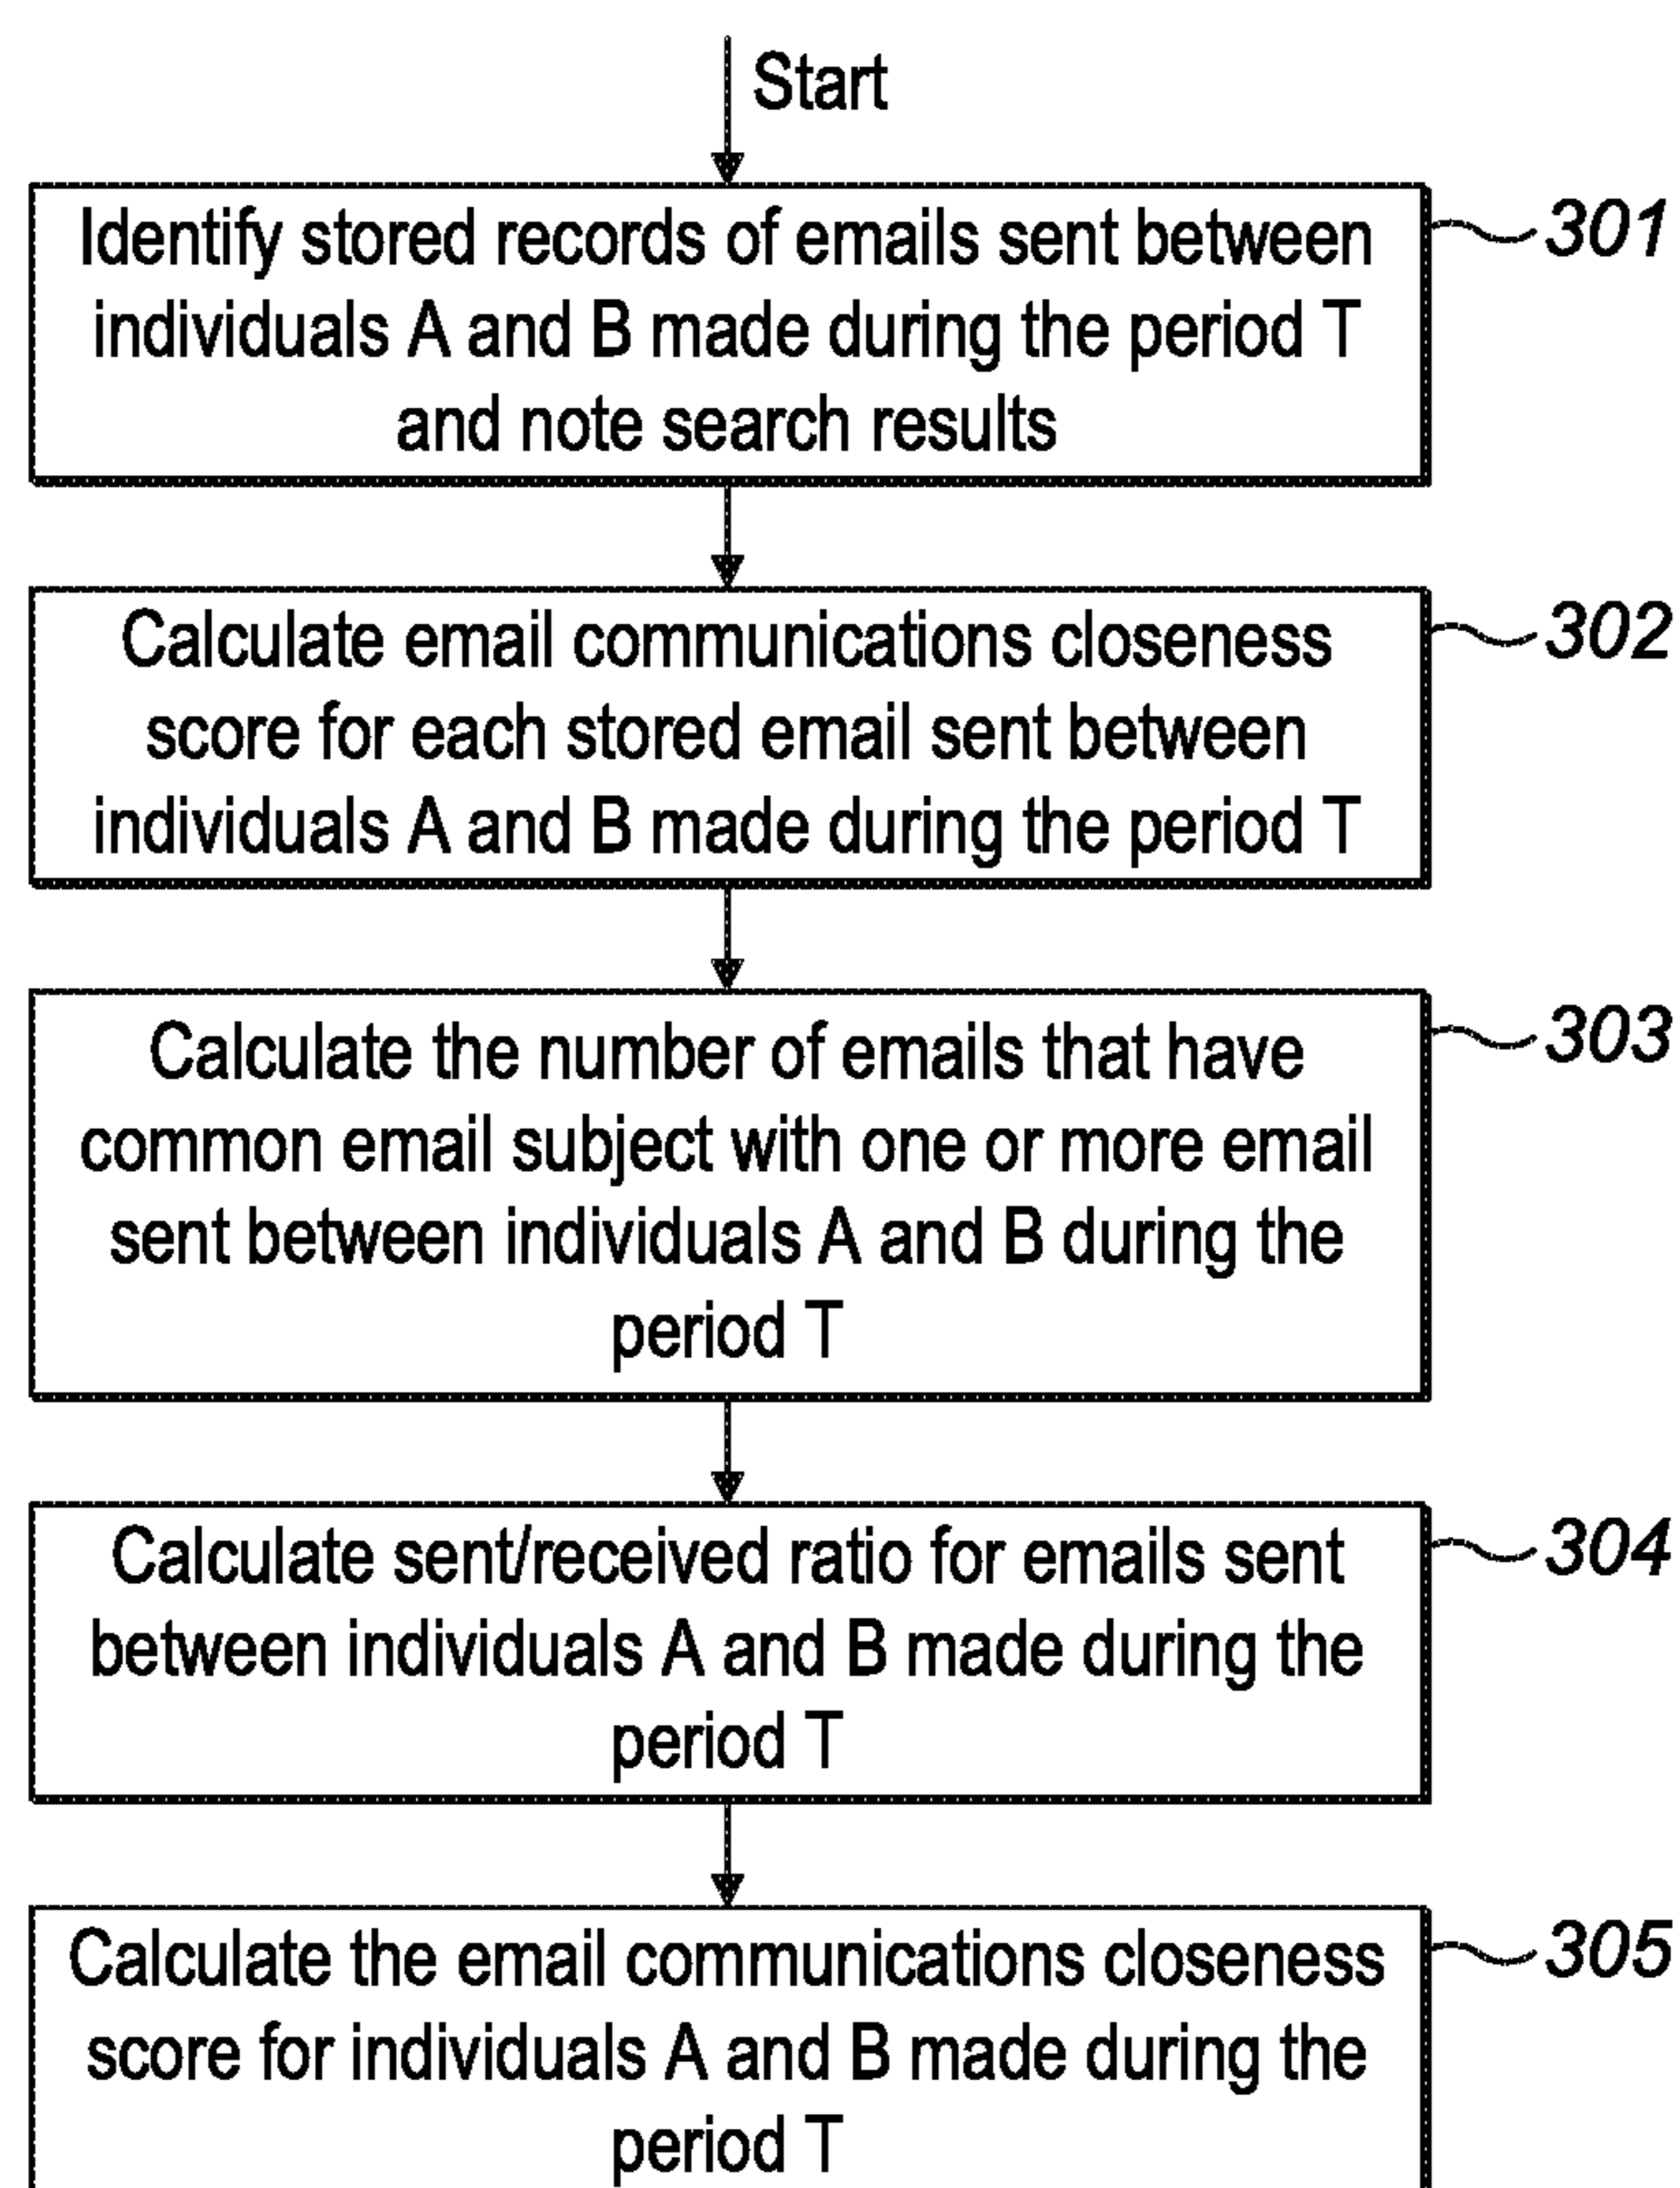 Start
Identify stored records of emails sent between
individuals A and B made during the period T
and note search results
301
Calculate email communications closeness
score for each stored email sent between
individuals A and B made during the period T
302
Calculate the number of emails that have
common email subject with one or more email
sent between individuals A and B during the
period T
303
Calculate sent/received ratio for emails sent
between individuals A and B made during the
period T
304
Calculate the email communications closeness
score for individuals A and B made during the
period T
305